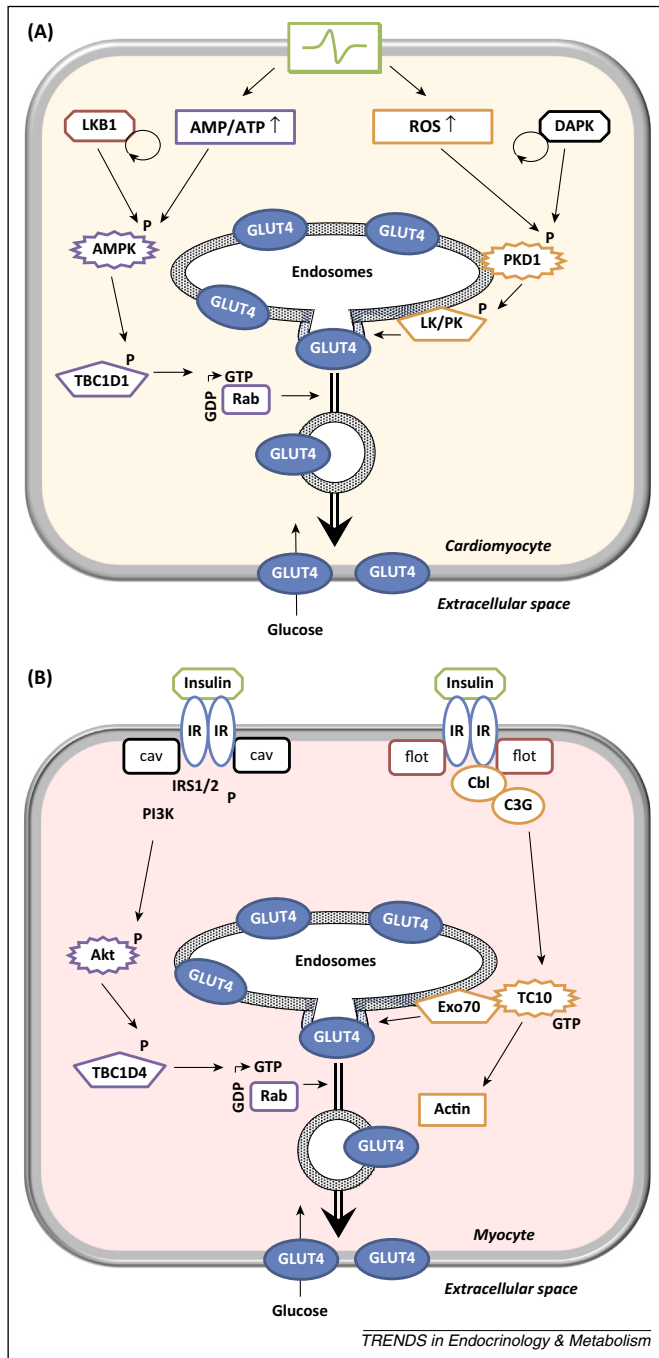 (A)
LKB1
AMP/ATP ↑
ROS ↑
DAPK
P
AMPK
GLUT4
GLUT4
P
PKD1
Endosomes
GLUT4
P
LK/PK
GLUT4
P
TBC1D1
GTP
GDP
Rab
GLUT4
Cardiomyocyte
GLUT4
GLUT4
Extracellular space
Glucose
(B)
Insulin
Insulin
IR IR
IR IR
cav
cav
flot
flot
IRS1/2
P
Cbl
PI3K
C3G
GLUT4
GLUT4
P
Akt
Endosomes
GLUT4
Exo70
TC10
GTP
GLUT4
P
TBC1D4
GTP
GDP
Rab
Actin
GLUT4
Myocyte
GLUT4
GLUT4
Extracellular space
Glucose
TRENDS in Endocrinology & Metabolism